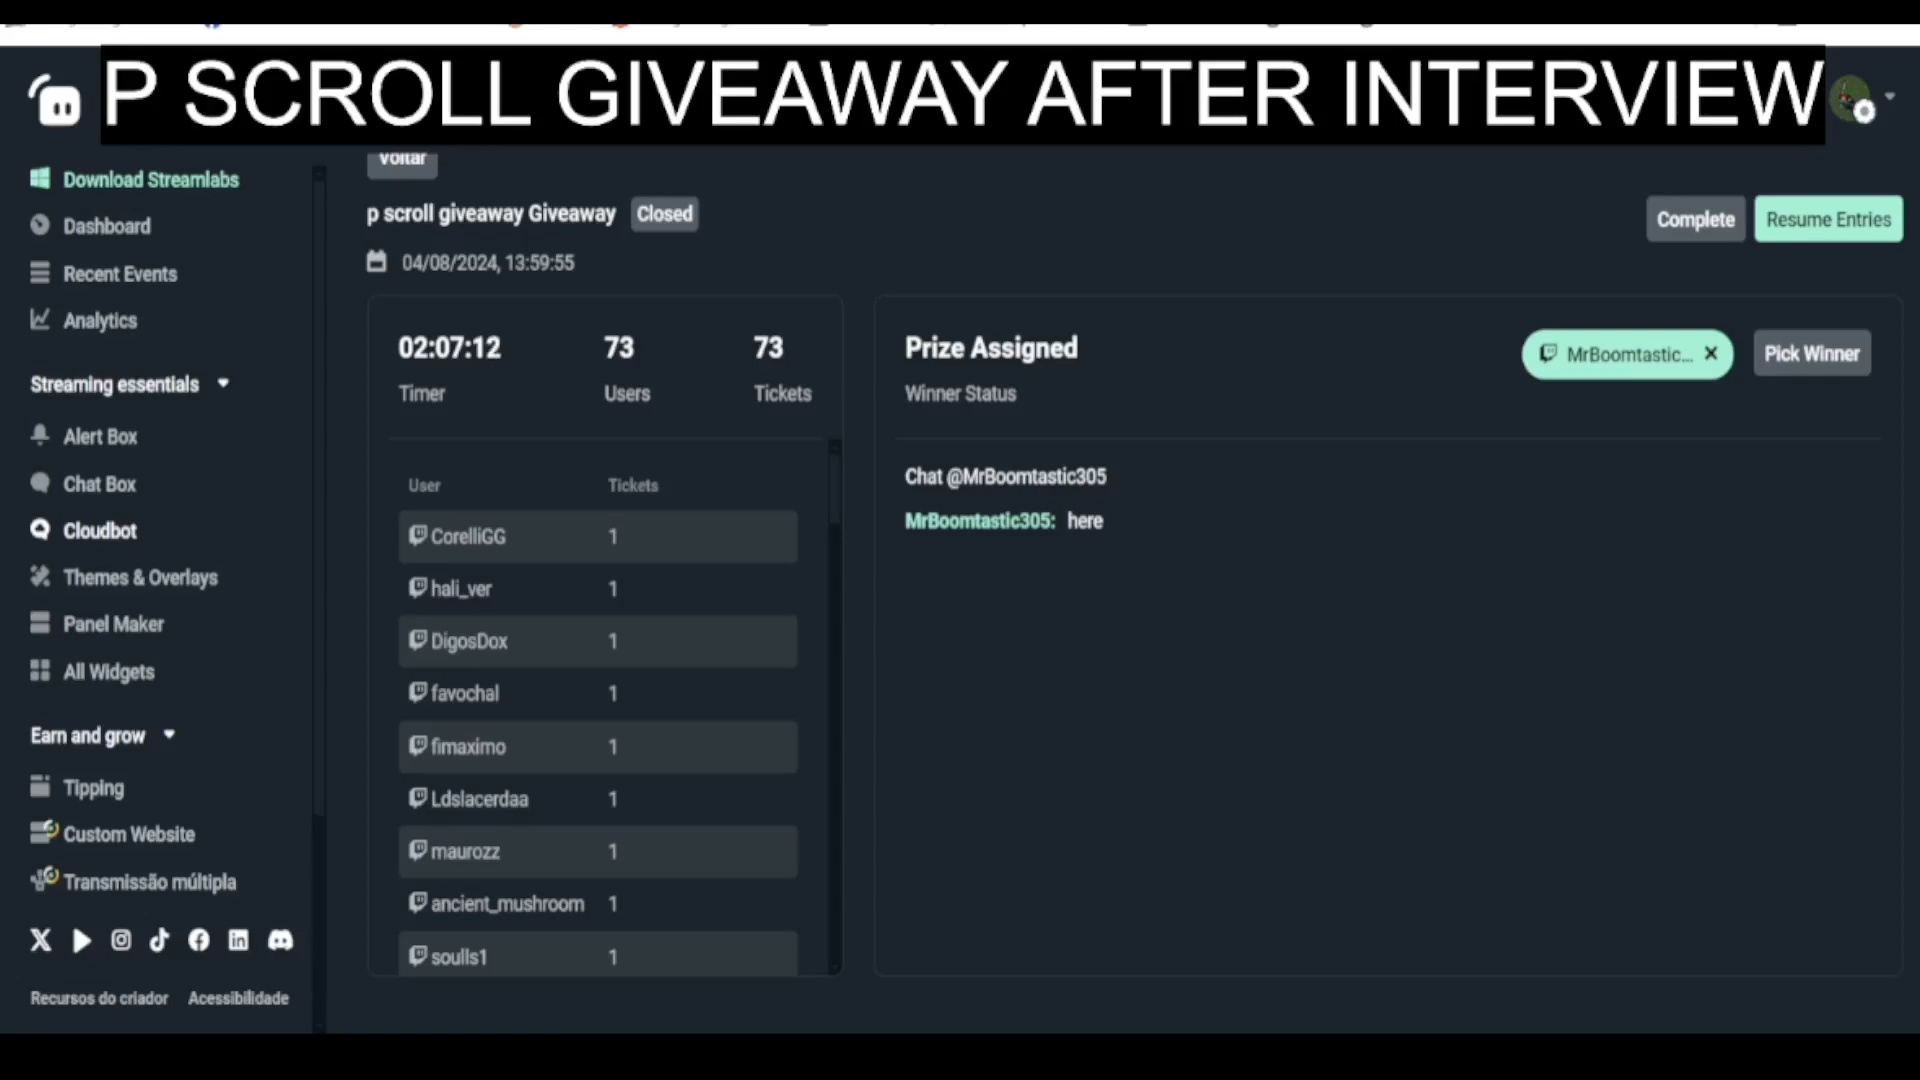 P SCROLL GIVEAWAY AFTER INTERVIEW
Voltar
Download Streamlabs
Dashboard
Recent Events
Analytics
Streaming essentials
Alert Box
Chat Box
Cloudbot
Themes & Overlays
Panel Maker
All Widgets
Earn and grow
Tipping
Custom Website
Transmissão múltipla
Recursos do criador Acessibilidade
p scroll giveaway Giveaway Closed
04/08/2024, 13:59:55
Complete Resume Entries
02:07:12 73 73
Timer Users Tickets
User Tickets
CorelliGG 1
hali_ver 1
DigosDox 1
favochal 1
fimaximo 1
Ldslacerdaa 1
maurozz 1
ancient_mushroom 1
soulls1 1
Prize Assigned
Winner Status
MrBoomtastic... Pick Winner
Chat @MrBoomtastic305
MrBoomtastic305: here